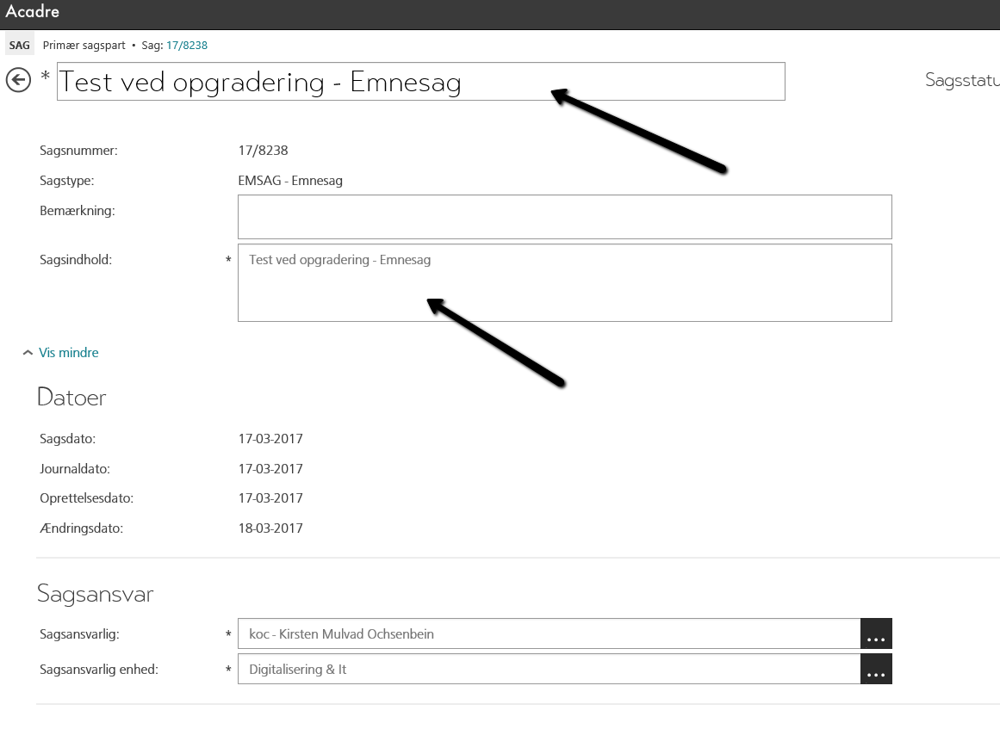 Acadre
SAG Primær sagspart • Sag: 17/8238
* Test ved opgradering - Emnesag
Sagsstatu
Sagsnummer: 17/8238
Sagstype: EMSAG - Emnesag
Bemærkning:
Sagsindhold: * Test ved opgradering - Emnesag
Vis mindre
Datoer
Sagsdato: 17-03-2017
Journaldato: 17-03-2017
Oprettelsesdato: 17-03-2017
Ændringsdato: 18-03-2017
Sagsansvar
Sagsansvarlig: * koc - Kirsten Mulvad Ochsenbein ...
Sagsansvarlig enhed: * Digitalisering & It ...